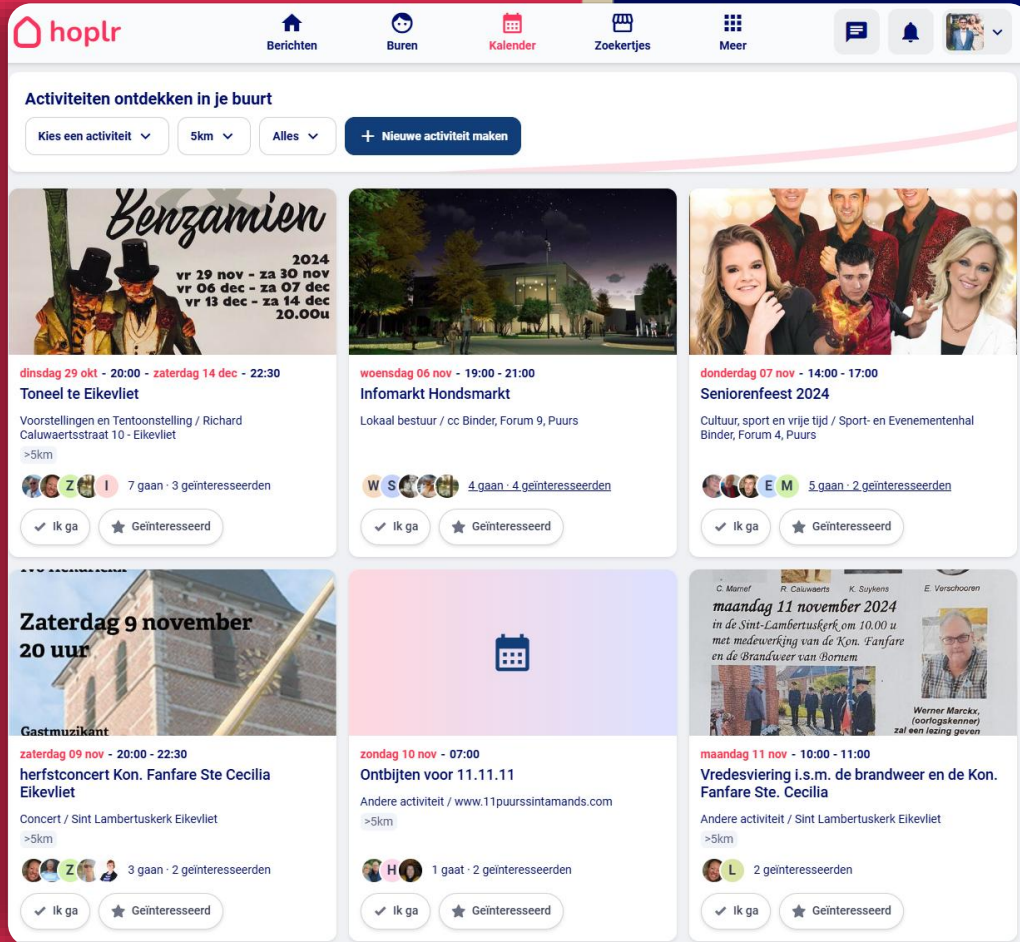 hoplr
Berichten
Buren
Kalender
Zoekertjes
Meer
Activiteiten ontdekken in je buurt
Kies een activiteit
5km
Alles
+ Nieuwe activiteit maken
Benzamien
2024
vr 29 nov - za 30 nov
vr 06 dec - za 07 dec
vr 13 dec - za 14 dec
20.00u
dinsdag 29 okt - 20:00 - zaterdag 14 dec - 22:30
Toneel te Eikevliet
Voorstellingen en Tentoonstelling / Richard
Caluwaertsstraat 10 - Eikevliet
>5km
Z
I
7 gaan · 3 geïnteresseerden
Ik ga
Geïnteresseerd
woensdag 06 nov - 19:00 - 21:00
Infomarkt Hondsmarkt
Lokaal bestuur / cc Binder, Forum 9, Puurs
W
S
4 gaan · 4 geïnteresseerden
Ik ga
Geïnteresseerd
donderdag 07 nov - 14:00 - 17:00
Seniorenfeest 2024
Cultuur, sport en vrije tijd / Sport- en Evenementenhal
Binder, Forum 4, Puurs
E
M
5 gaan · 2 geïnteresseerden
Ik ga
Geïnteresseerd
Zaterdag 9 november
20 uur
Gastmuzikant
zaterdag 09 nov - 20:00 - 22:30
herfstconcert Kon. Fanfare Ste Cecilia
Eikevliet
Concert / Sint Lambertuskerk Eikevliet
>5km
Z
3 gaan · 2 geïnteresseerden
Ik ga
Geïnteresseerd
zondag 10 nov - 07:00
Ontbijten voor 11.11.11
Andere activiteit / www.11puurssintamands.com
>5km
H
1 gaat · 2 geïnteresseerden
Ik ga
Geïnteresseerd
C. Marnef
R. Caluwaerts
K. Suykens
E. Verschooren
maandag 11 november 2024
in de Sint-Lambertuskerk om 10.00 u
met medewerking van de Kon. Fanfare
en de Brandweer van Bornem
Werner Marckx,
(oorlogskenner)
zal een lezing geven
maandag 11 nov - 10:00 - 11:00
Vredesviering i.s.m. de brandweer en de Kon.
Fanfare Ste. Cecilia
Andere activiteit / Sint Lambertuskerk Eikevliet
>5km
L
2 geïnteresseerden
Ik ga
Geïnteresseerd